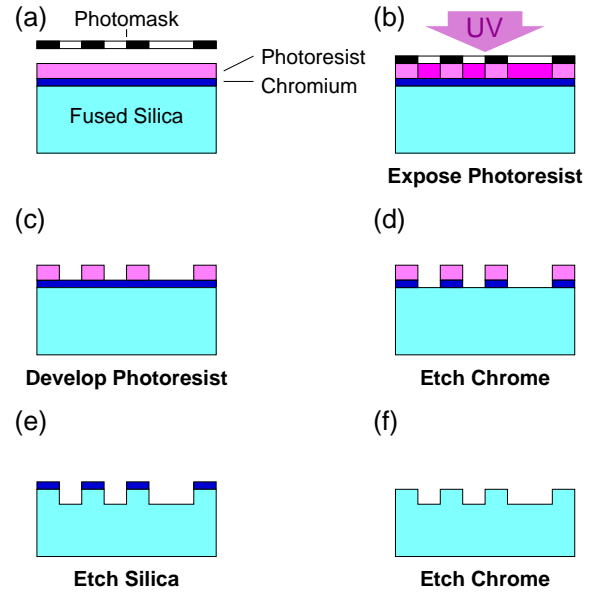 (a)
Photomask
Photoresist
Chromium
Fused Silica
(b)
UV
Expose Photoresist
(c)
Develop Photoresist
(d)
Etch Chrome
(e)
Etch Silica
(f)
Etch Chrome